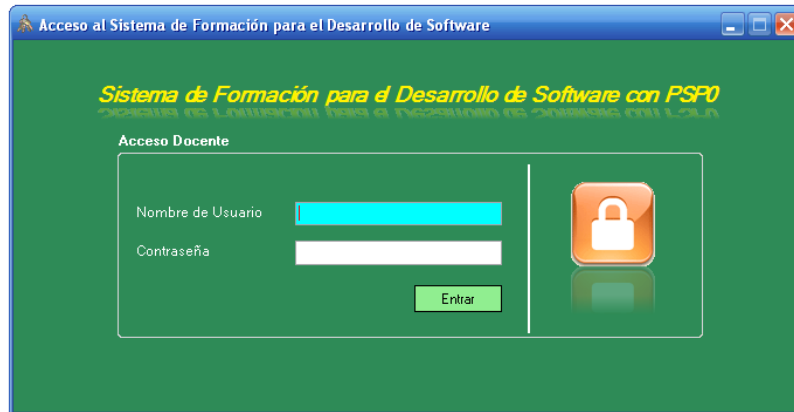 Acceso al Sistema de Formación para el Desarrollo de Software
Sistema de Formación para el Desarrollo de Software con PSP0
Acceso Docente
Nombre de Usuario
Contraseña
Entrar